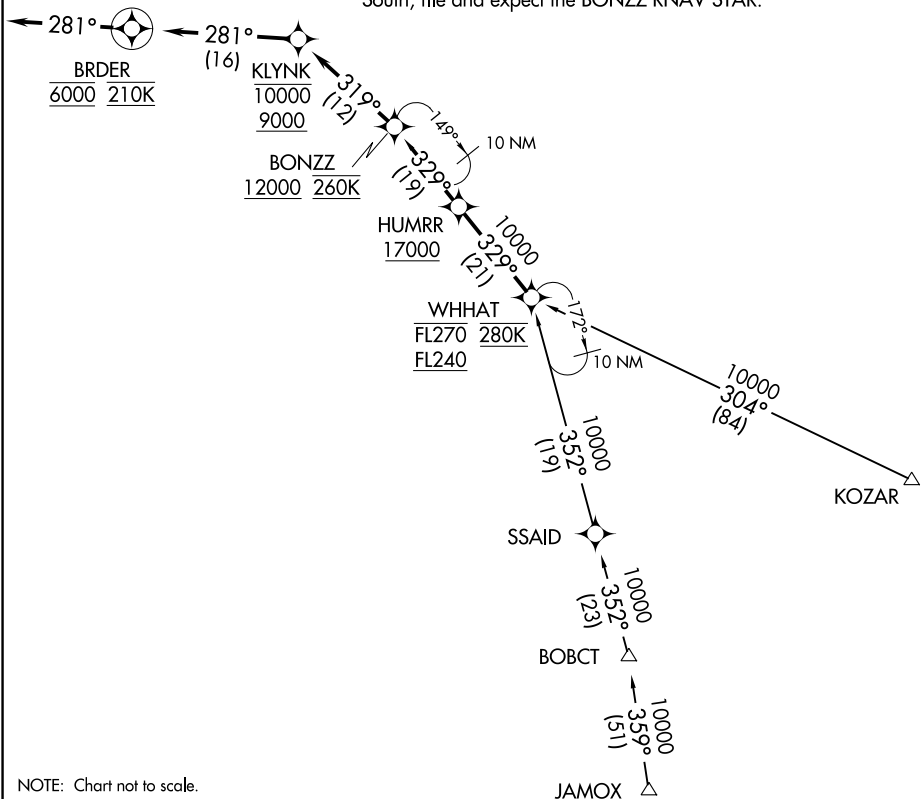 South, file and expect the BONZZ RNAV STAR.
281°
281°
(16)
BRDER
6000 210K
KLYNK
10000
9000
319°
(12)
149°
10 NM
BONZZ
12000 260K
329°
(19)
HUMRR
17000
10000
329°
(21)
WHHAT
FL270 280K
FL240
172°
10 NM
10000
304°
(84)
KOZAR
10000
352°
(19)
SSAID
10000
352°
(23)
BOBCT
10000
359°
(51)
JAMOX
NOTE: Chart not to scale.